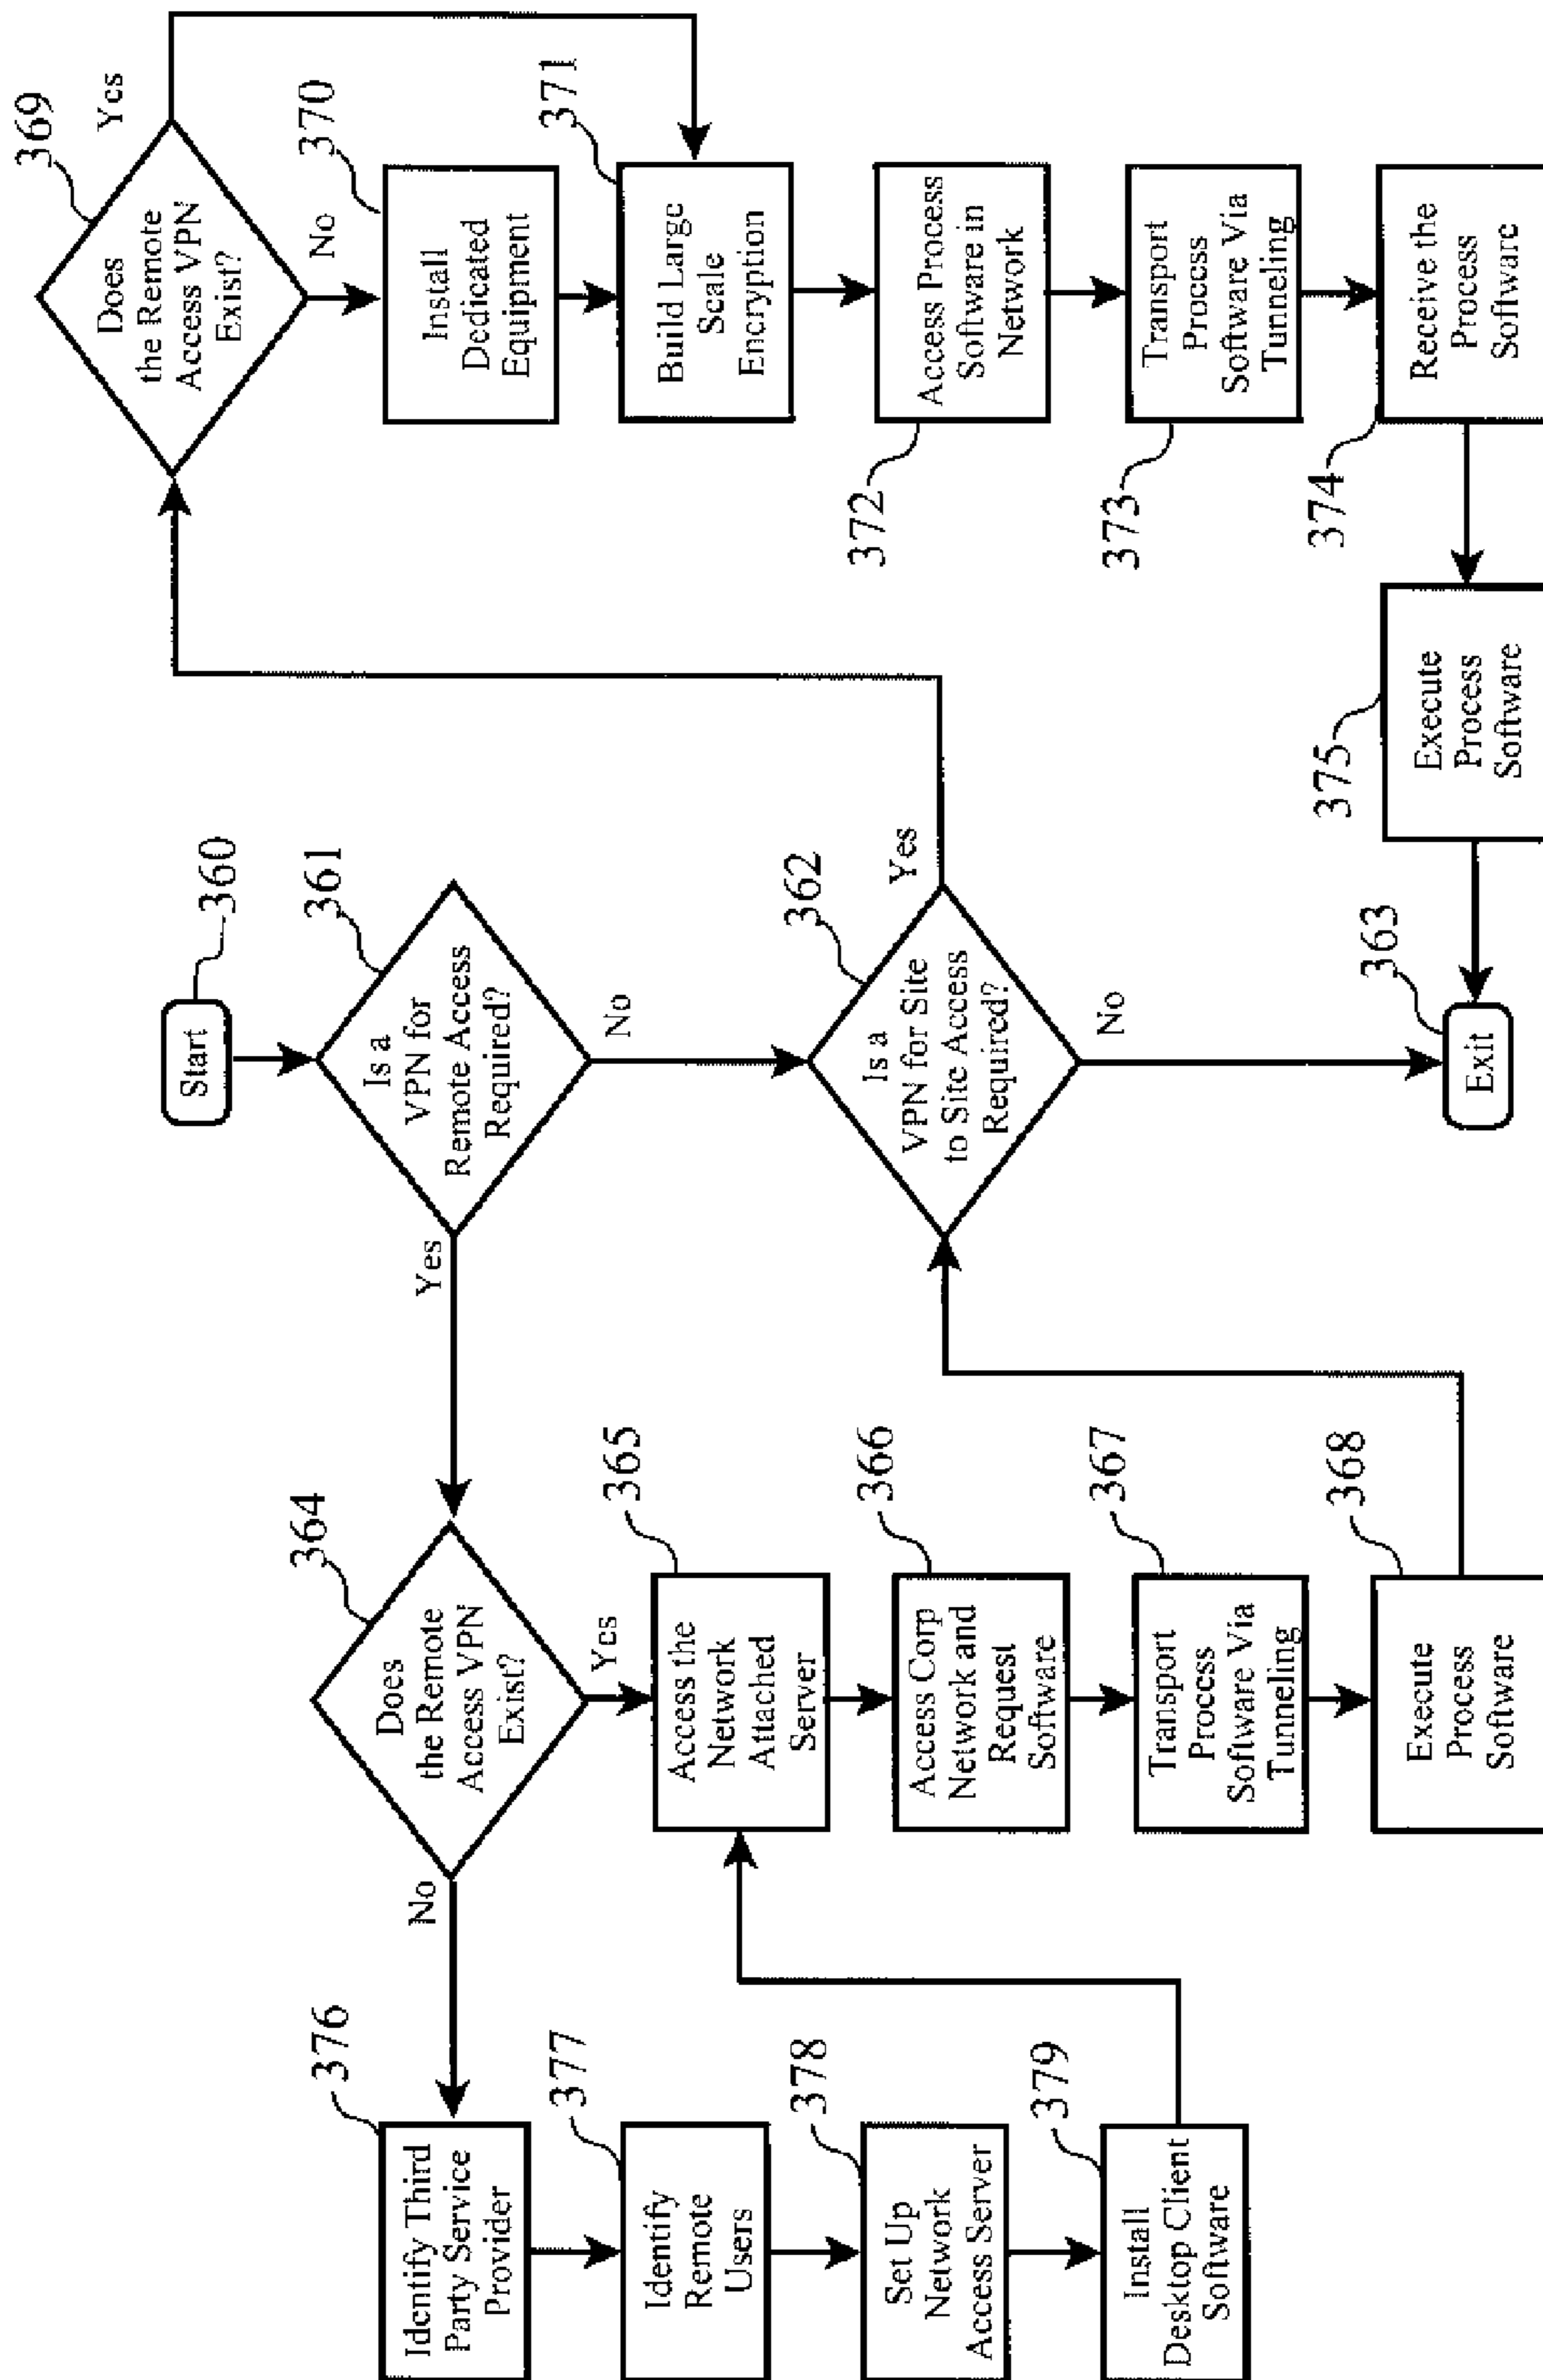 Start
360
Is a
VPN for
Remote Access
Required?
361
Yes
No
Is a
VPN for Site
to Site Access
Required?
362
Yes
No
Exit
363
Does
the Remote
Access VPN
Exist?
364
No
Yes
Identify Third
Party Service
Provider
376
Identify
Remote
Users
377
Set Up
Network
Access Server
378
Install
Desktop Client
Software
379
Access the
Network
Attached
Server
365
Access Corp
Network and
Request
Software
366
Transport
Process
Software Via
Tunneling
367
Execute
Process
Software
368
Does
the Remote
Access VPN
Exist?
369
Yes
No
Install
Dedicated
Equipment
370
Build Large
Scale
Encryption
371
Access Process
Software in
Network
372
Transport
Process
Software Via
Tunneling
373
Receive the
Process
Software
374
Execute
Process
Software
375